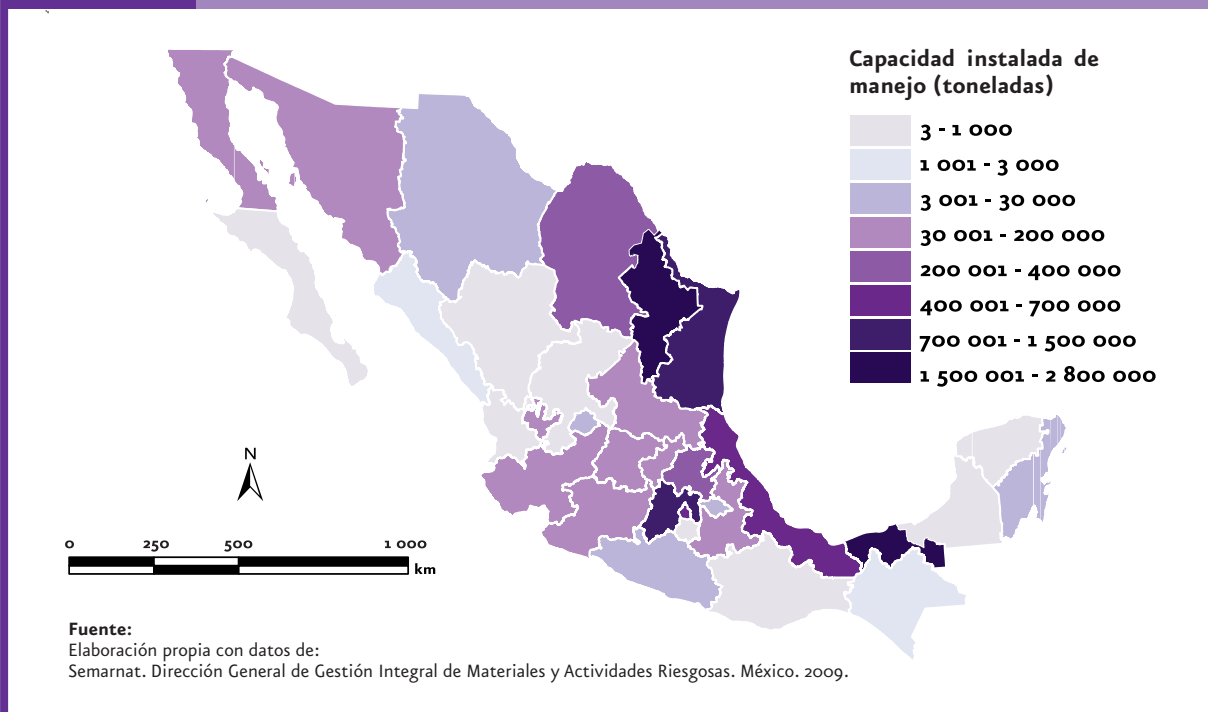 Capacidad instalada de
manejo (toneladas)
3 - 1 000
1 001 - 3 000
3 001 - 30 000
30 001 - 200 000
200 001 - 400 000
400 001 - 700 000
700 001 - 1 500 000
1 500 001 - 2 800 000
N
0 250 500 1 000
km
Fuente:
Elaboración propia con datos de:
Semarnat. Dirección General de Gestión Integral de Materiales y Actividades Riesgosas. México. 2009.